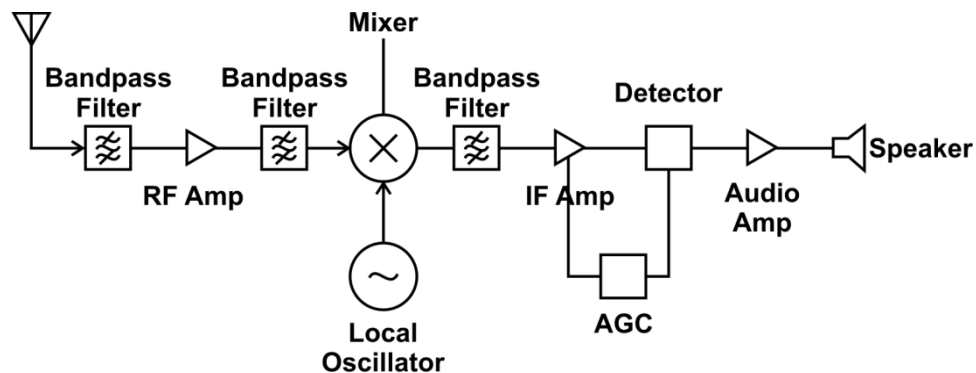 Mixer
Bandpass
Filter
Bandpass
Filter
Bandpass
Filter
Detector
RF Amp
IF Amp
Audio
Amp
Speaker
AGC
Local
Oscillator